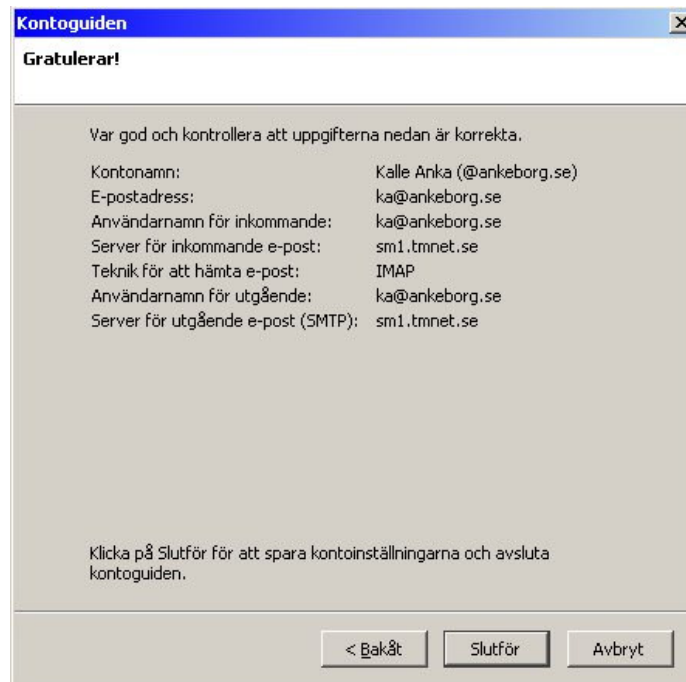 Kontoguiden
Gratulerar!
Var god och kontrollera att uppgifterna nedan är korrekta.
Kontonamn: Kalle Anka (@ankeborg.se)
E-postadress: ka@ankeborg.se
Användarnamn för inkommande: ka@ankeborg.se
Server för inkommande e-post: sm1.tmnet.se
Teknik för att hämta e-post: IMAP
Användarnamn för utgående: ka@ankeborg.se
Server för utgående e-post (SMTP): sm1.tmnet.se
Klicka på Slutför för att spara kontoinställningarna och avsluta
kontoguiden.
< Bakåt Slutför Avbryt